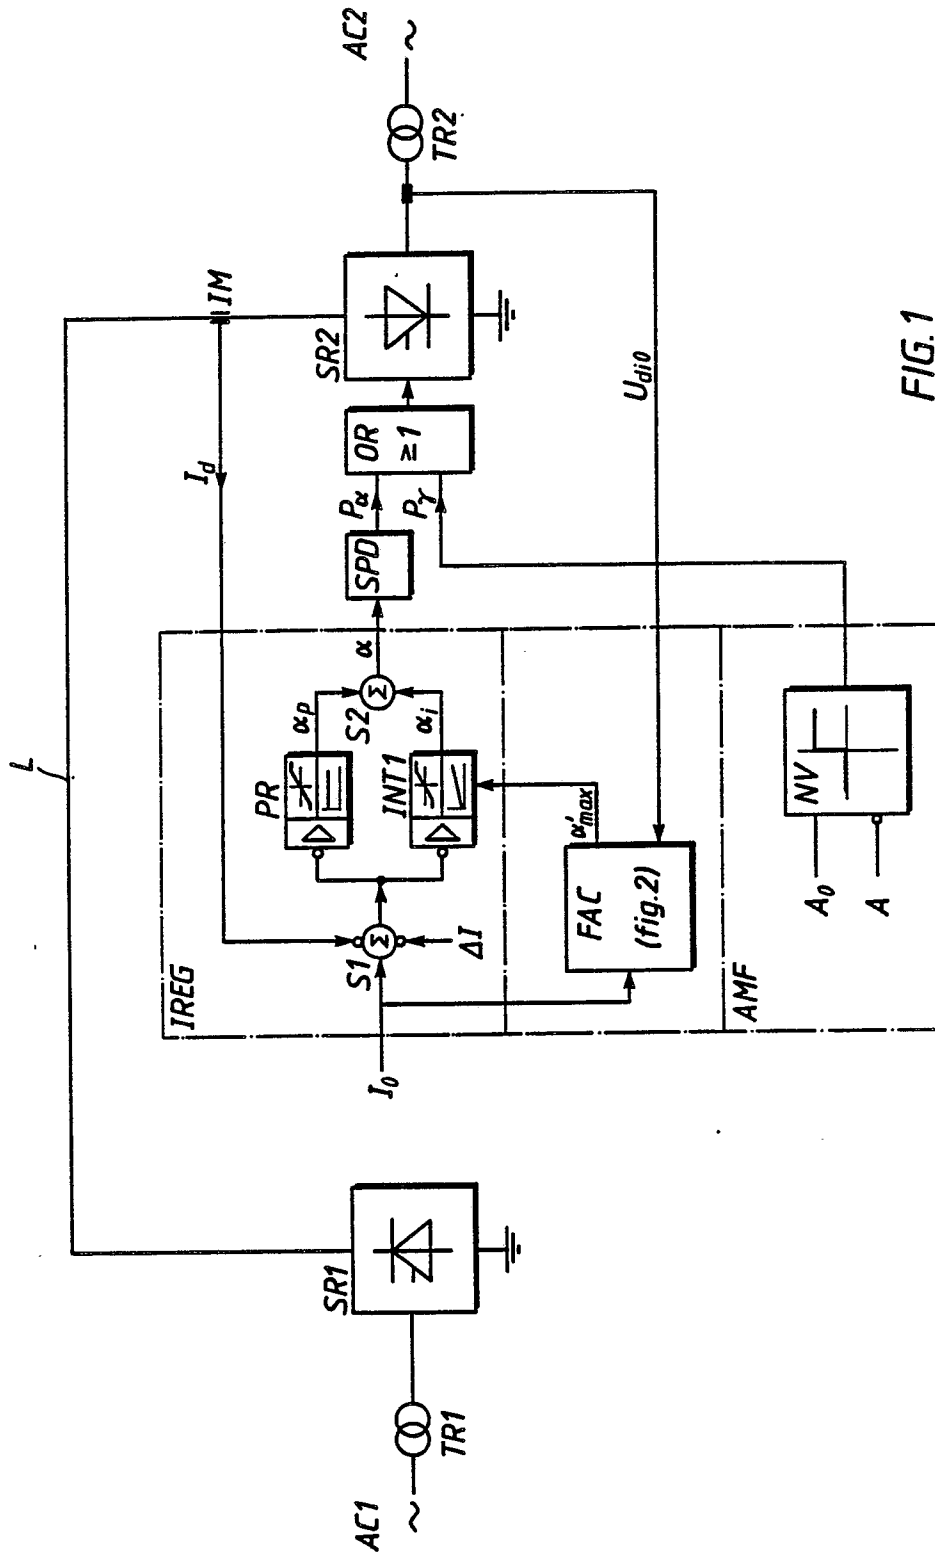 L
I_d
IM
AC1
~
TR1
SR1
IREG
I_0
S1
Σ
ΔI
PR
α_p
INT1
α_i
S2
Σ
α
SPD
P_α
P_γ
OR
≥1
SR2
TR2
AC2
~
FAC
(fig.2)
α'_max
U_di0
AMF
A_0
A
NV
FIG. 1